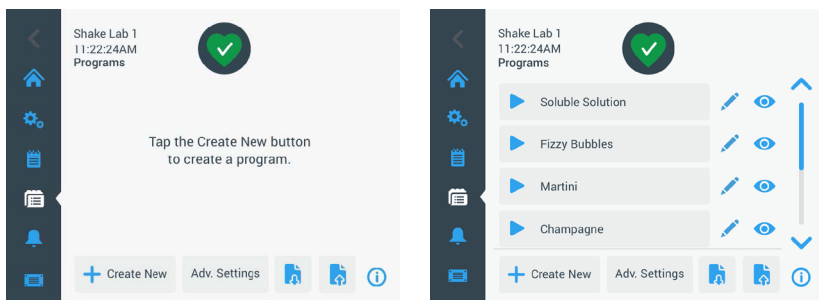 Shake Lab 1
11:22:24AM
Programs
Tap the Create New button
to create a program.
Create New
Adv. Settings
Shake Lab 1
11:22:24AM
Programs
Soluble Solution
Fizzy Bubbles
Martini
Champagne
Create New
Adv. Settings